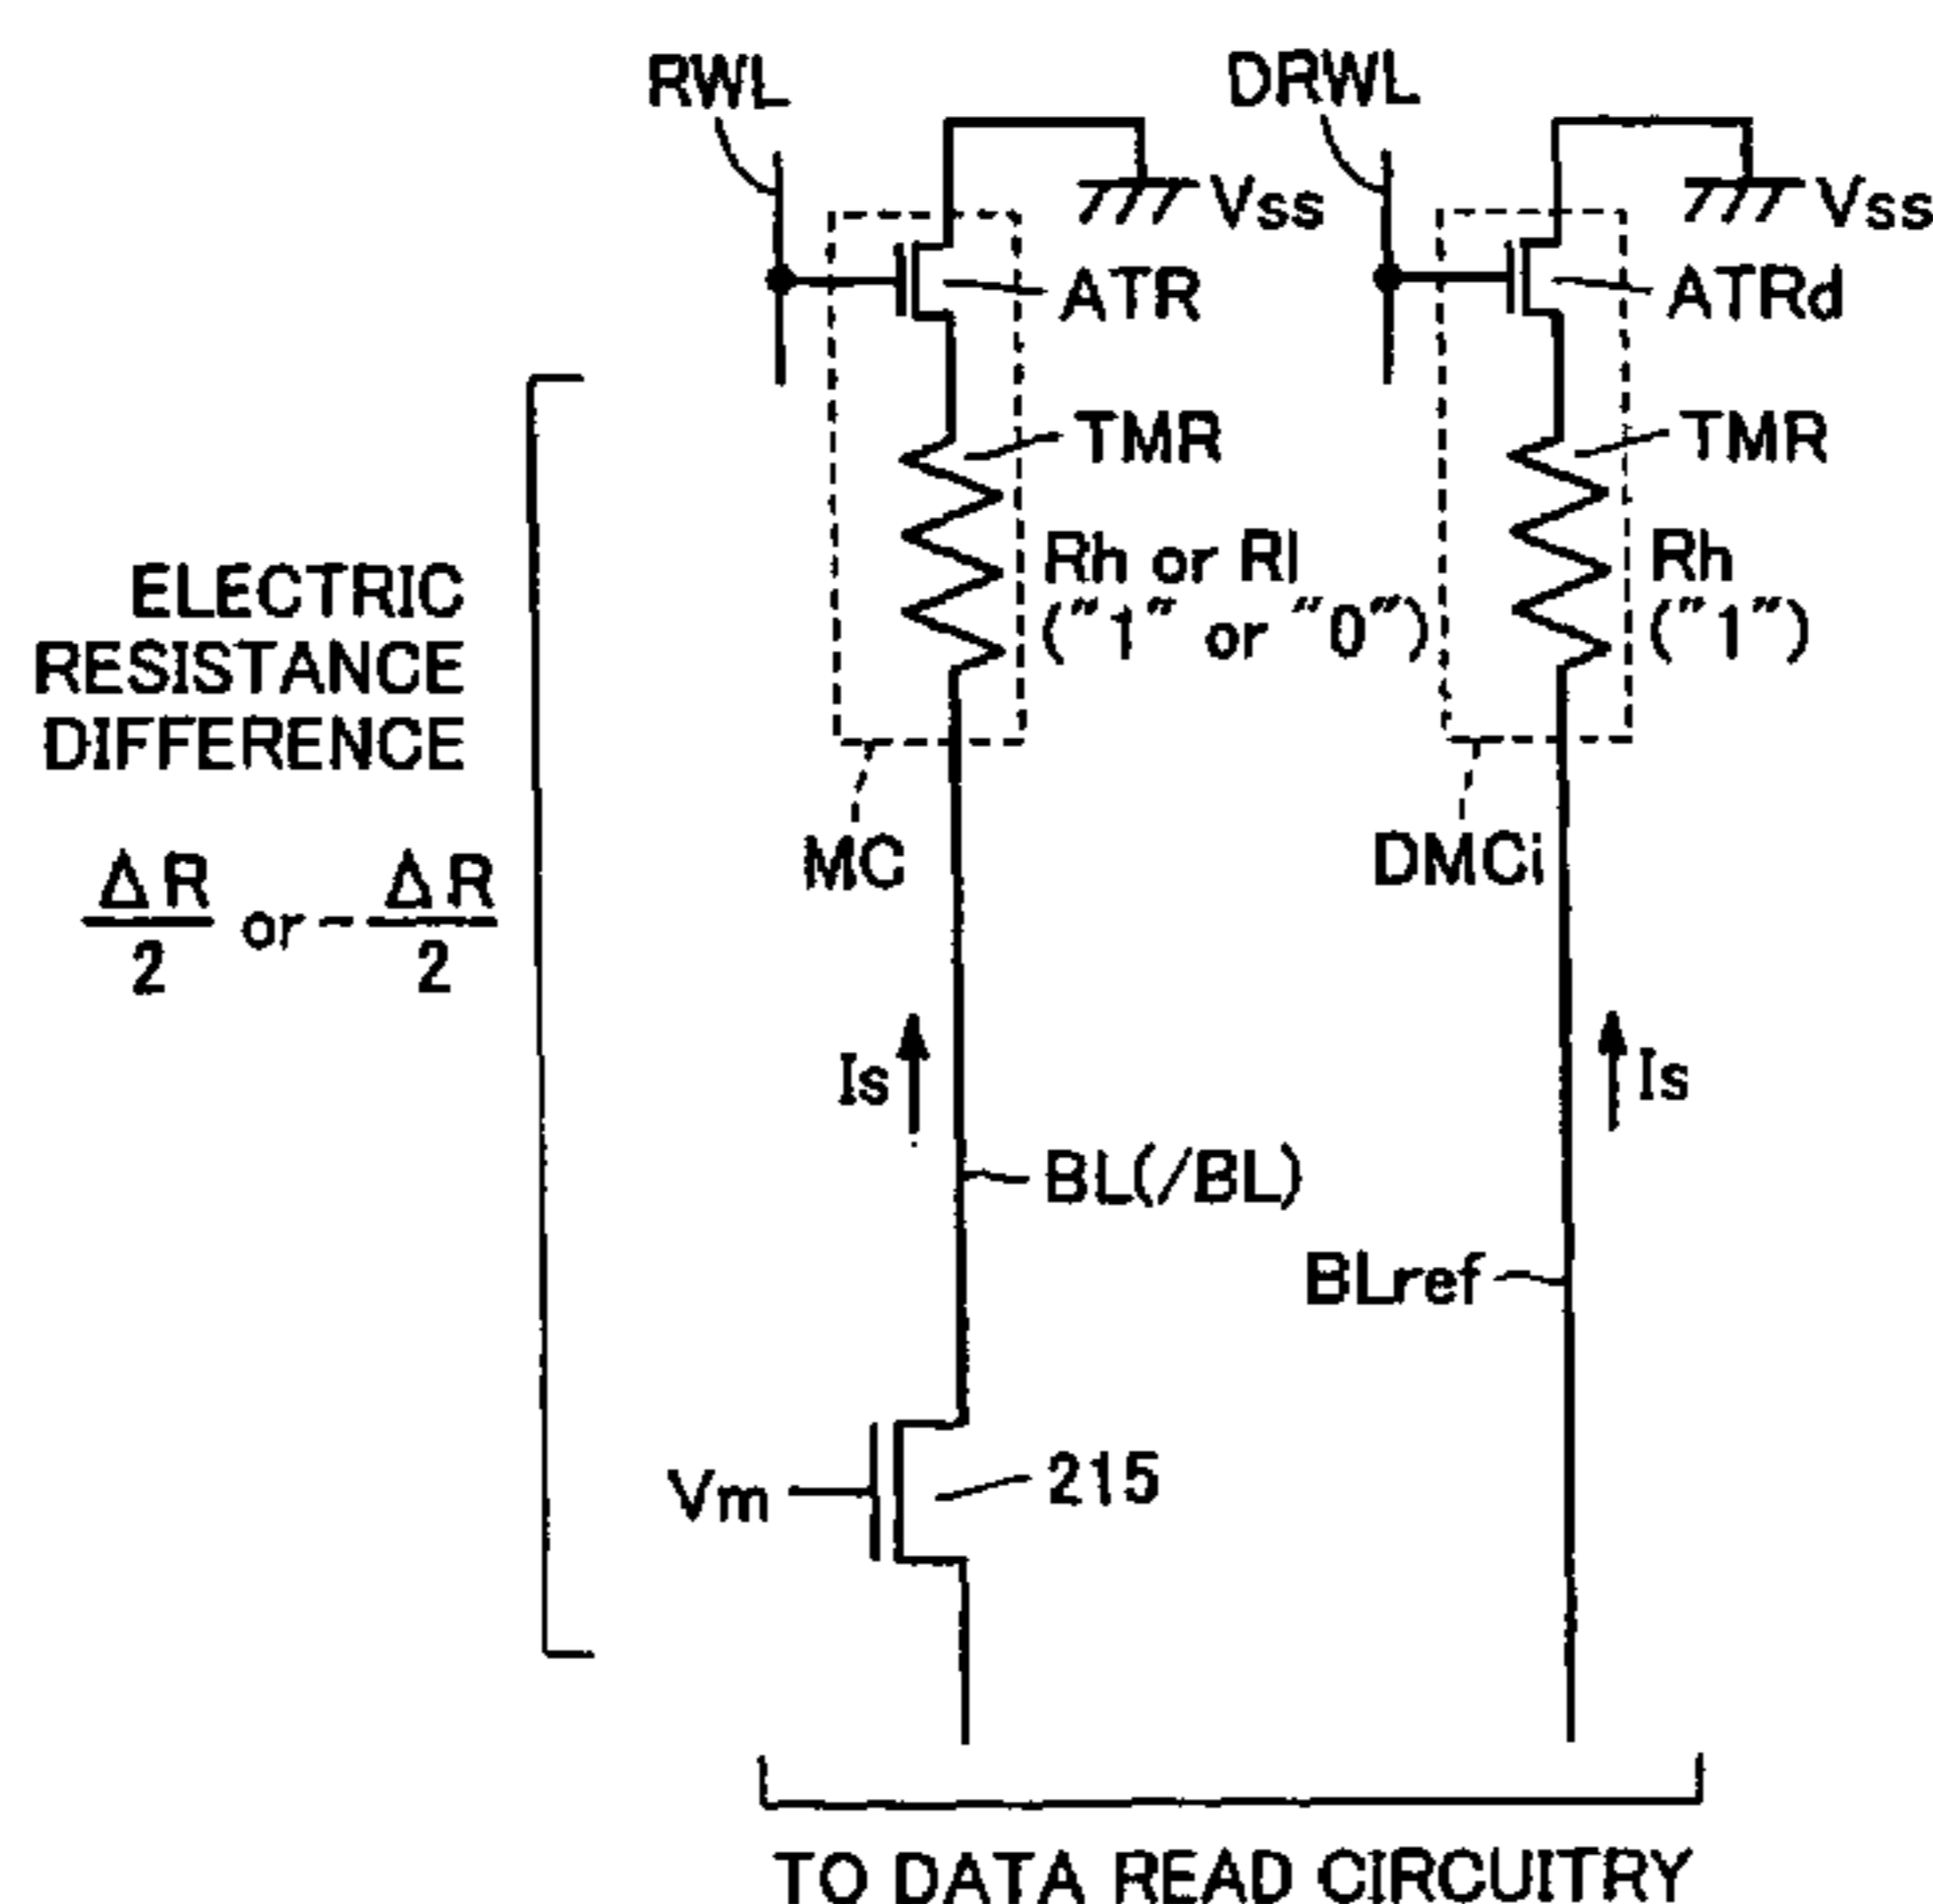 RWL
DRWL
Vss
Vss
ATR
ATRd
TMR
TMR
Rh or Rl
("1" or "0")
Rh
("1")
ELECTRIC
RESISTANCE
DIFFERENCE
ΔR/2 or -ΔR/2
MC
DMCi
Is
Is
BL(/BL)
BLref
Vm
215
TO DATA READ CIRCUITRY